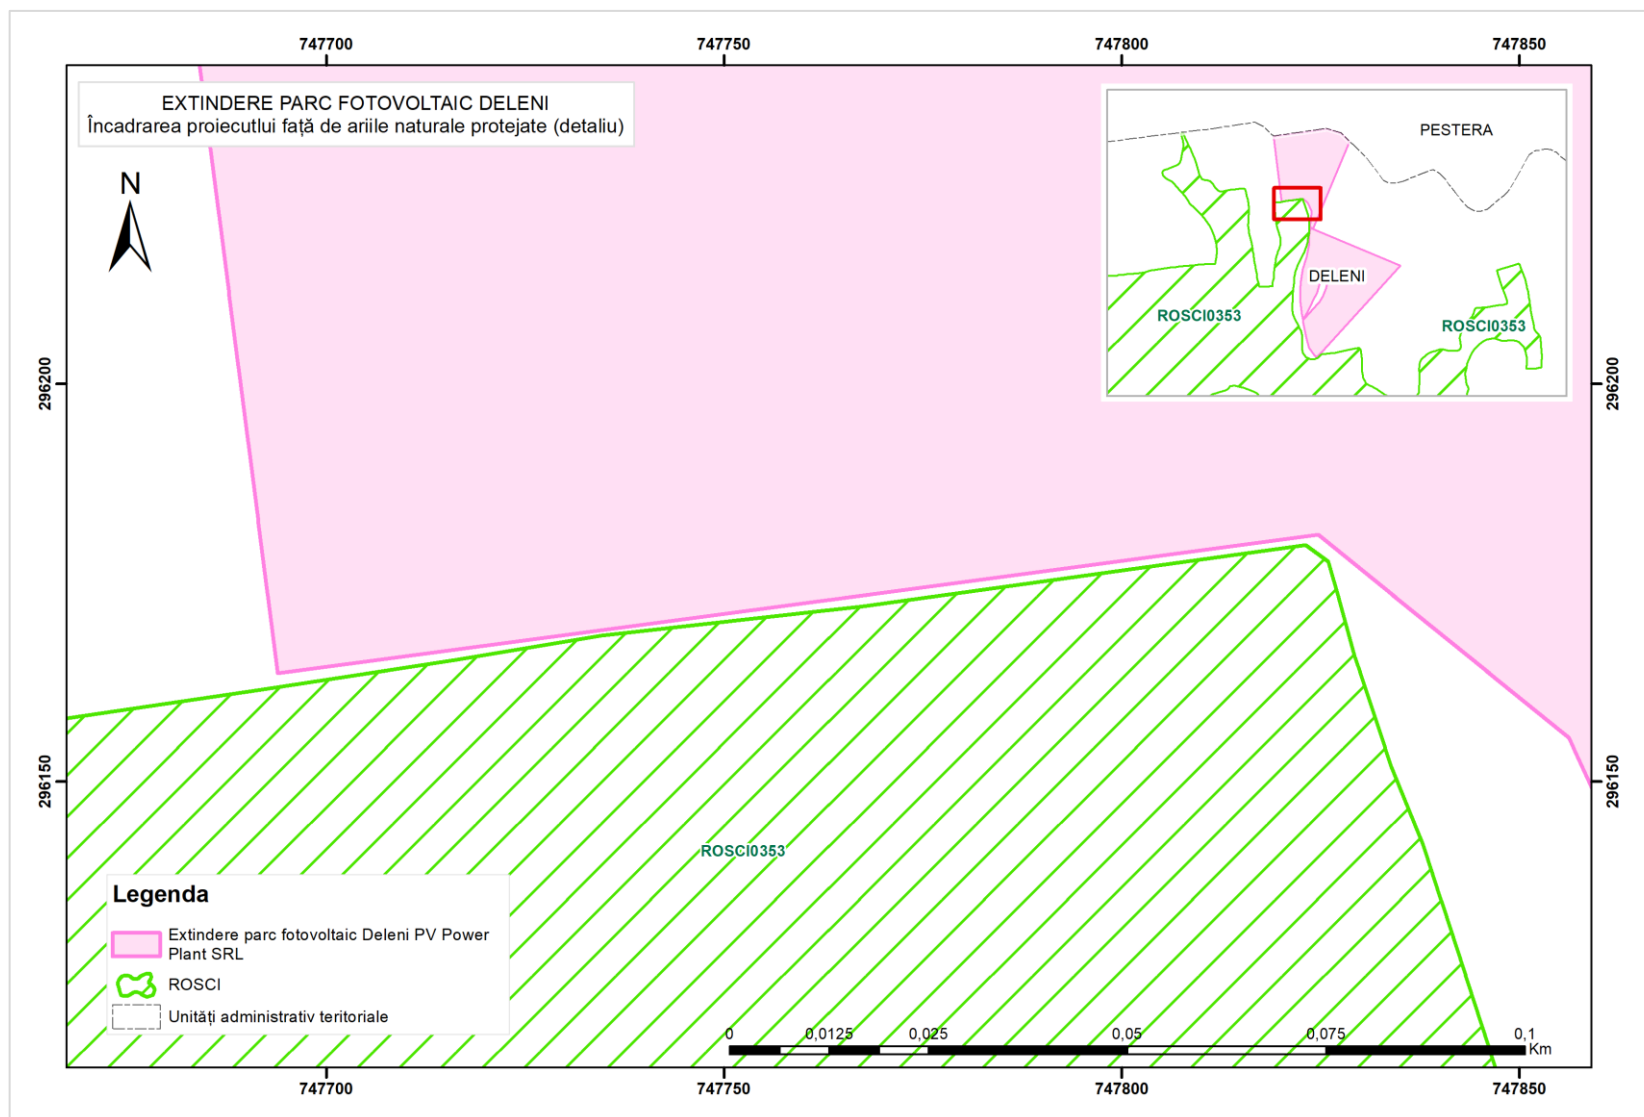 747700 747750 747800 747850
EXTINDERE PARC FOTOVOLTAIC DELENI
Încadrarea proiecutlui față de ariile naturale protejate (detaliu)
N
PESTERA
DELENI
ROSCI0353
ROSCI0353
296200 296200
296150 296150
ROSCI0353
Legenda
Extindere parc fotovoltaic Deleni PV Power
Plant SRL
ROSCI
Unități administrativ teritoriale
0 0,0125 0,025 0,05 0,075 0,1
Km
747700 747750 747800 747850